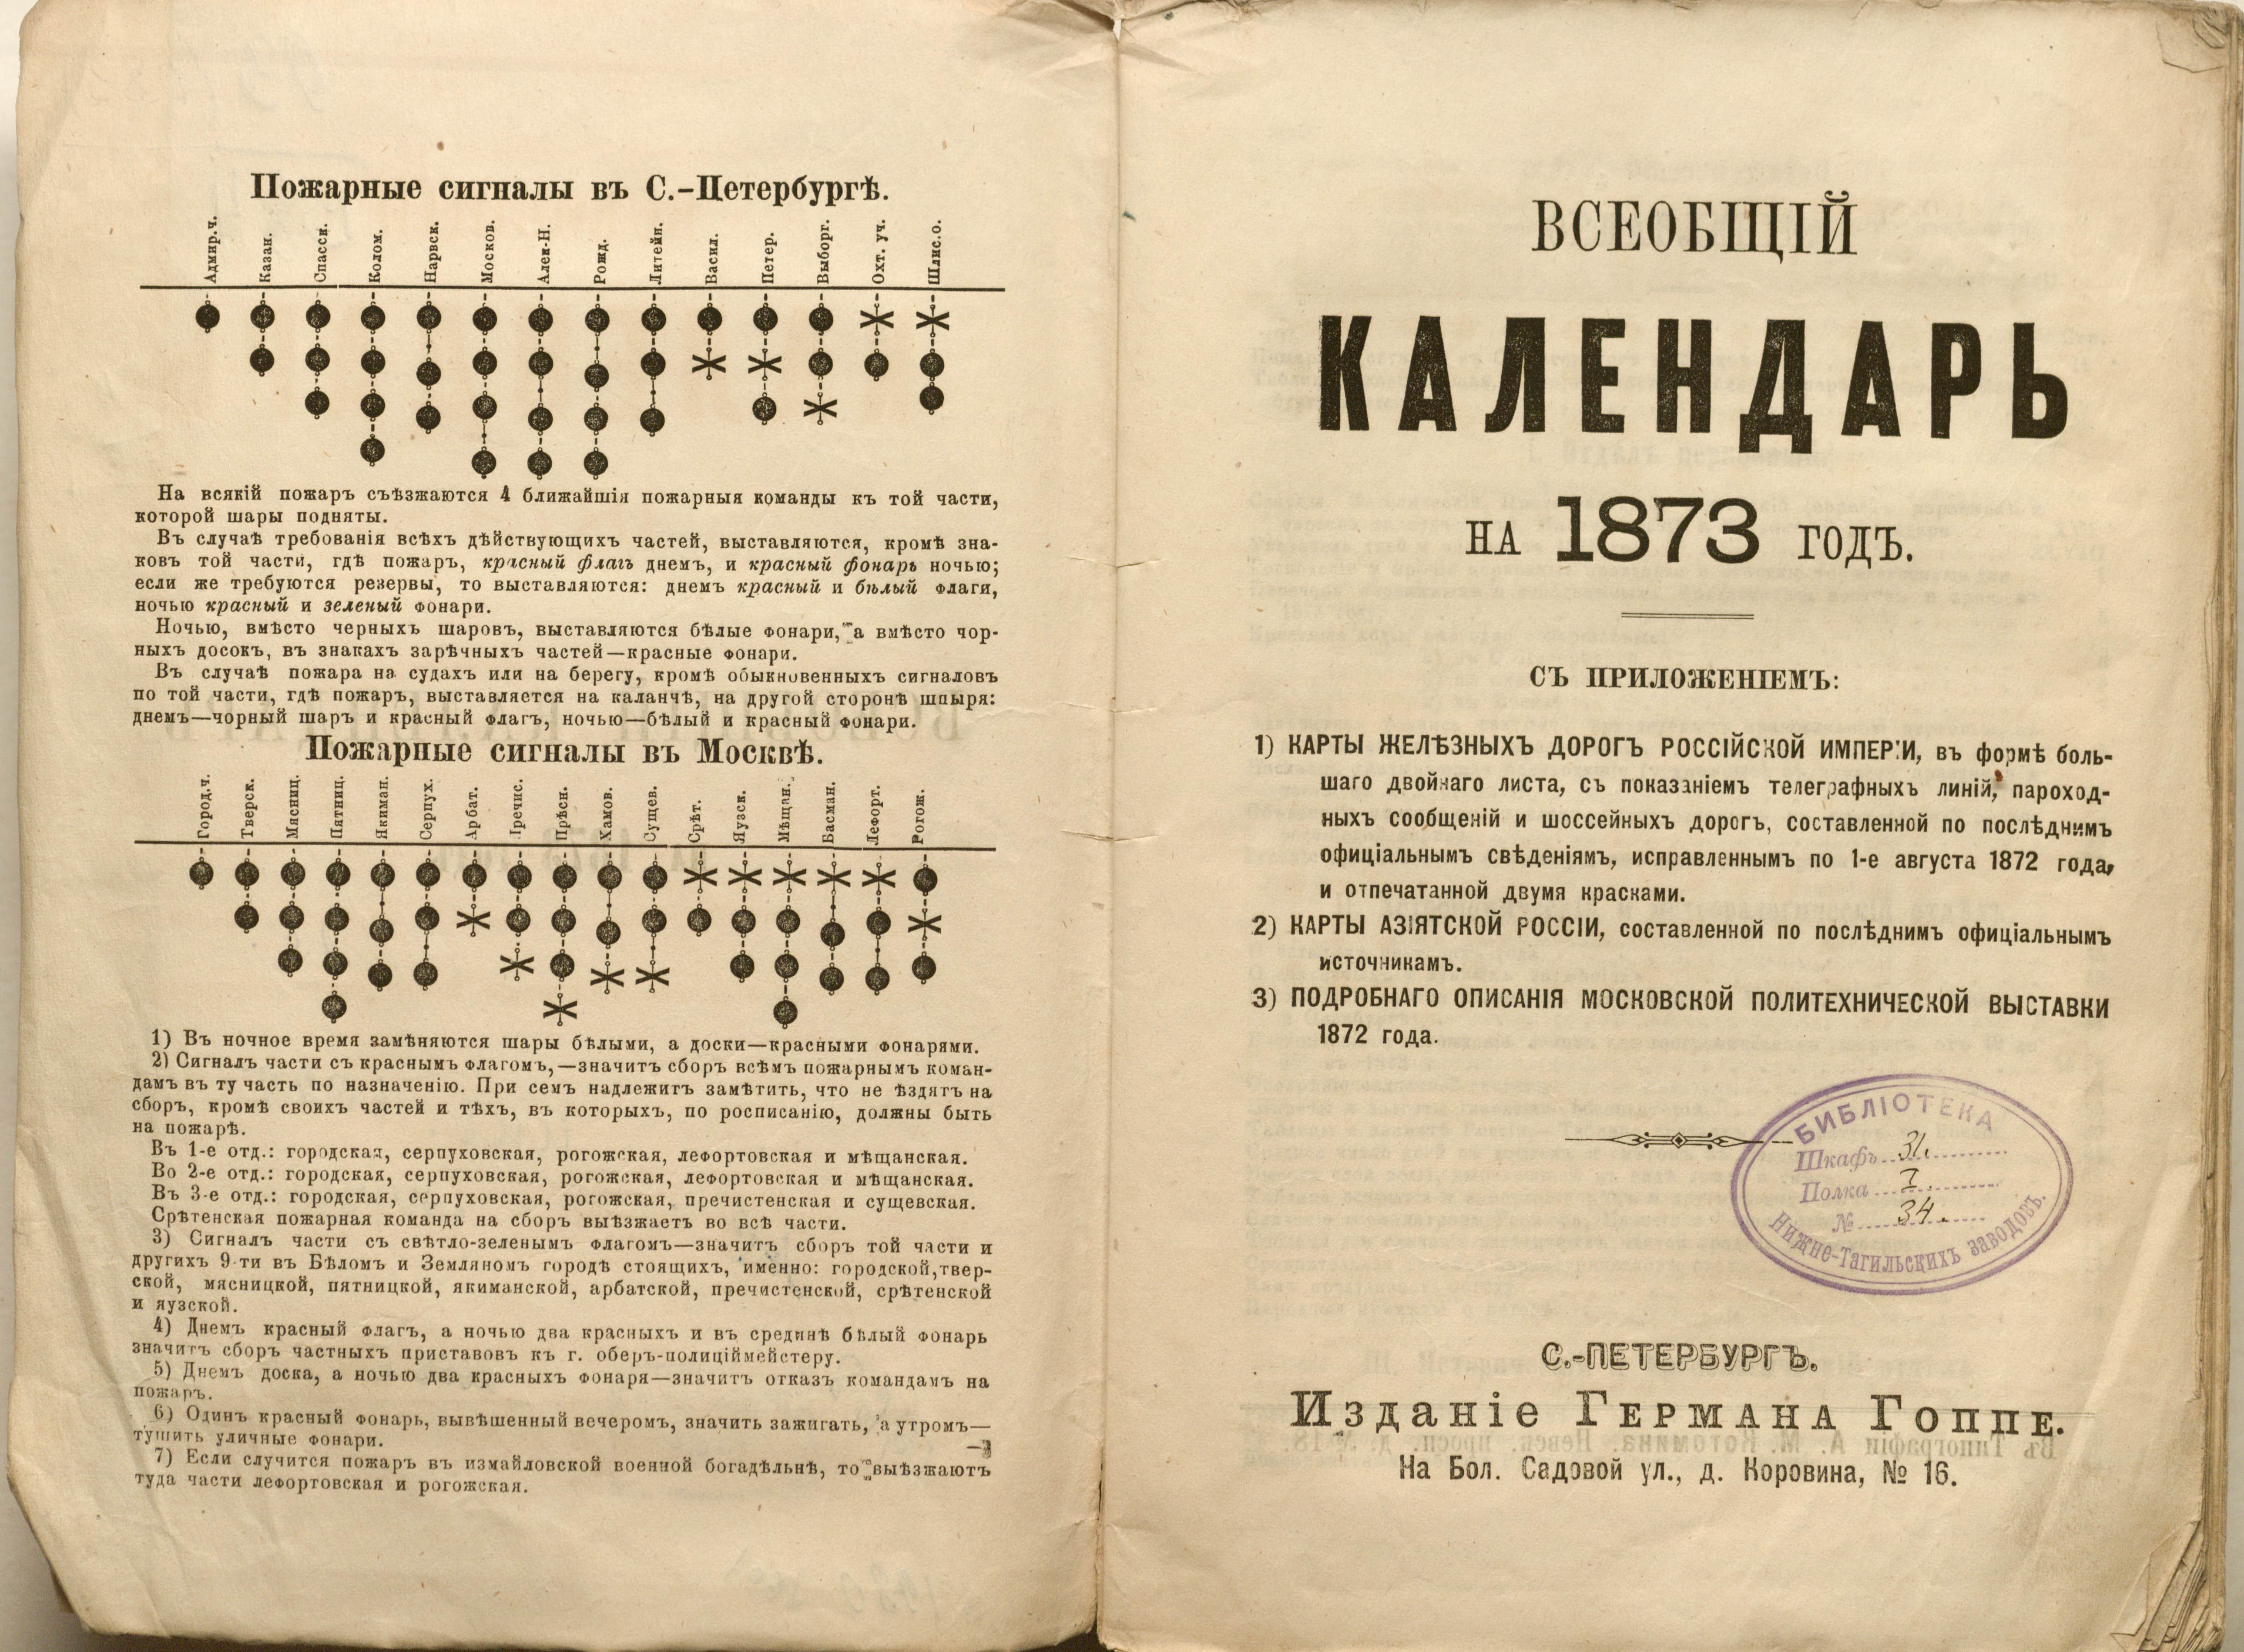 Пожарные сигналы въ С.-Петербургѣ.
Адмир.ч.
Казан.
Спасск.
Колом.
Нарвск.
Москов.
Алек-Н.
Рожд.
Литейн.
Васил.
Петер.
Выборг.
Охт. уч.
Шлис.о.
На всякій пожаръ съѣзжаются 4 ближайшія пожарныя команды къ той части,
которой шары подняты.
Въ случаѣ требованія всѣхъ дѣйствующихъ частей, выставляются, кромѣ зна-
ковъ той части, гдѣ пожаръ, красный флагъ днемъ, и красный фонарь ночью;
если же требуются резервы, то выставляются: днемъ красный и бѣлый флаги,
ночью красный и зеленый фонари.
Ночью, вмѣсто черныхъ шаровъ, выставляются бѣлые фонари, а вмѣсто чор-
ныхъ досокъ, въ знакахъ зарѣчныхъ частей—красные фонари.
Въ случаѣ пожара на судахъ или на берегу, кромѣ обыкновенныхъ сигналовъ
по той части, гдѣ пожаръ, выставляется на каланчѣ, на другой сторонѣ шпыря:
днемъ—чорный шаръ и красный флагъ, ночью—бѣлый и красный фонари.
Пожарные сигналы въ Москвѣ.
Город.ч.
Тверск.
Мясниц.
Пятниц.
Якиман.
Серпух.
Арбат.
Пречис.
Прѣсн.
Хамов.
Сущев.
Срѣт.
Яузск.
Мѣщан.
Басман.
Лефорт.
Рогож.
1) Въ ночное время замѣняются шары бѣлыми, а доски—красными фонарями.
2) Сигналъ части съ краснымъ флагомъ,—значитъ сборъ всѣмъ пожарнымъ коман-
дамъ въ ту часть по назначенію. При семъ надлежитъ замѣтить, что не ѣздятъ на
сборъ, кромѣ своихъ частей и тѣхъ, въ которыхъ, по росписанію, должны быть
на пожарѣ.
Въ 1-е отд.: городская, серпуховская, рогожская, лефортовская и мѣщанская.
Во 2-е отд.: городская, серпуховская, рогожская, лефортовская и мѣщанская.
Въ 3-е отд.: городская, серпуховская, рогожская, пречистенская и сущевская.
Срѣтенская пожарная команда на сборъ выѣзжаетъ во всѣ части.
3) Сигналъ части съ свѣтло-зеленымъ флагомъ—значитъ сборъ той части и
другихъ 9-ти въ Бѣломъ и Земляномъ городѣ стоящихъ, именно: городской, твер-
ской, мясницкой, пятницкой, якиманской, арбатской, пречистенской, срѣтенской
и яузской.
4) Днемъ красный флагъ, а ночью два красныхъ и въ срединѣ бѣлый фонарь
значитъ сборъ частныхъ приставовъ къ г. оберъ-полиціймейстеру.
5) Днемъ доска, а ночью два красныхъ фонаря—значитъ отказъ командамъ на
пожаръ.
6) Одинъ красный фонарь, вывѣшенный вечеромъ, значить зажигать, а утромъ—
тушить уличные фонари.
7) Если случится пожаръ въ измайловской военной богадѣльнѣ, то выѣзжаютъ
туда части лефортовская и рогожская.
ВСЕОБЩІЙ
КАЛЕНДАРЬ
НА 1873 ГОДЪ.
СЪ ПРИЛОЖЕНІЕМЪ:
1) КАРТЫ ЖЕЛѢЗНЫХЪ ДОРОГЪ РОССІЙСКОЙ ИМПЕРІИ, въ формѣ боль-
шаго двойнаго листа, съ показаніемъ телеграфныхъ линій, пароход-
ныхъ сообщеній и шоссейныхъ дорогъ, составленной по послѣднимъ
официальнымъ свѣденіямъ, исправленнымъ по 1-е августа 1872 года,
и отпечатанной двумя красками.
2) КАРТЫ АЗІЯТСКОЙ РОССІИ, составленной по послѣднимъ официальнымъ
источникамъ.
3) ПОДРОБНАГО ОПИСАНІЯ МОСКОВСКОЙ ПОЛИТЕХНИЧЕСКОЙ ВЫСТАВКИ
1872 года.
БИБЛІОТЕКА
Шкафъ 31.
Полка I.
№ 34.
Нижне-Тагильскихъ заводовъ.
С.-ПЕТЕРБУРГЪ.
Изданіе Германа Гоппе.
На Бол. Садовой ул., д. Коровина, № 16.